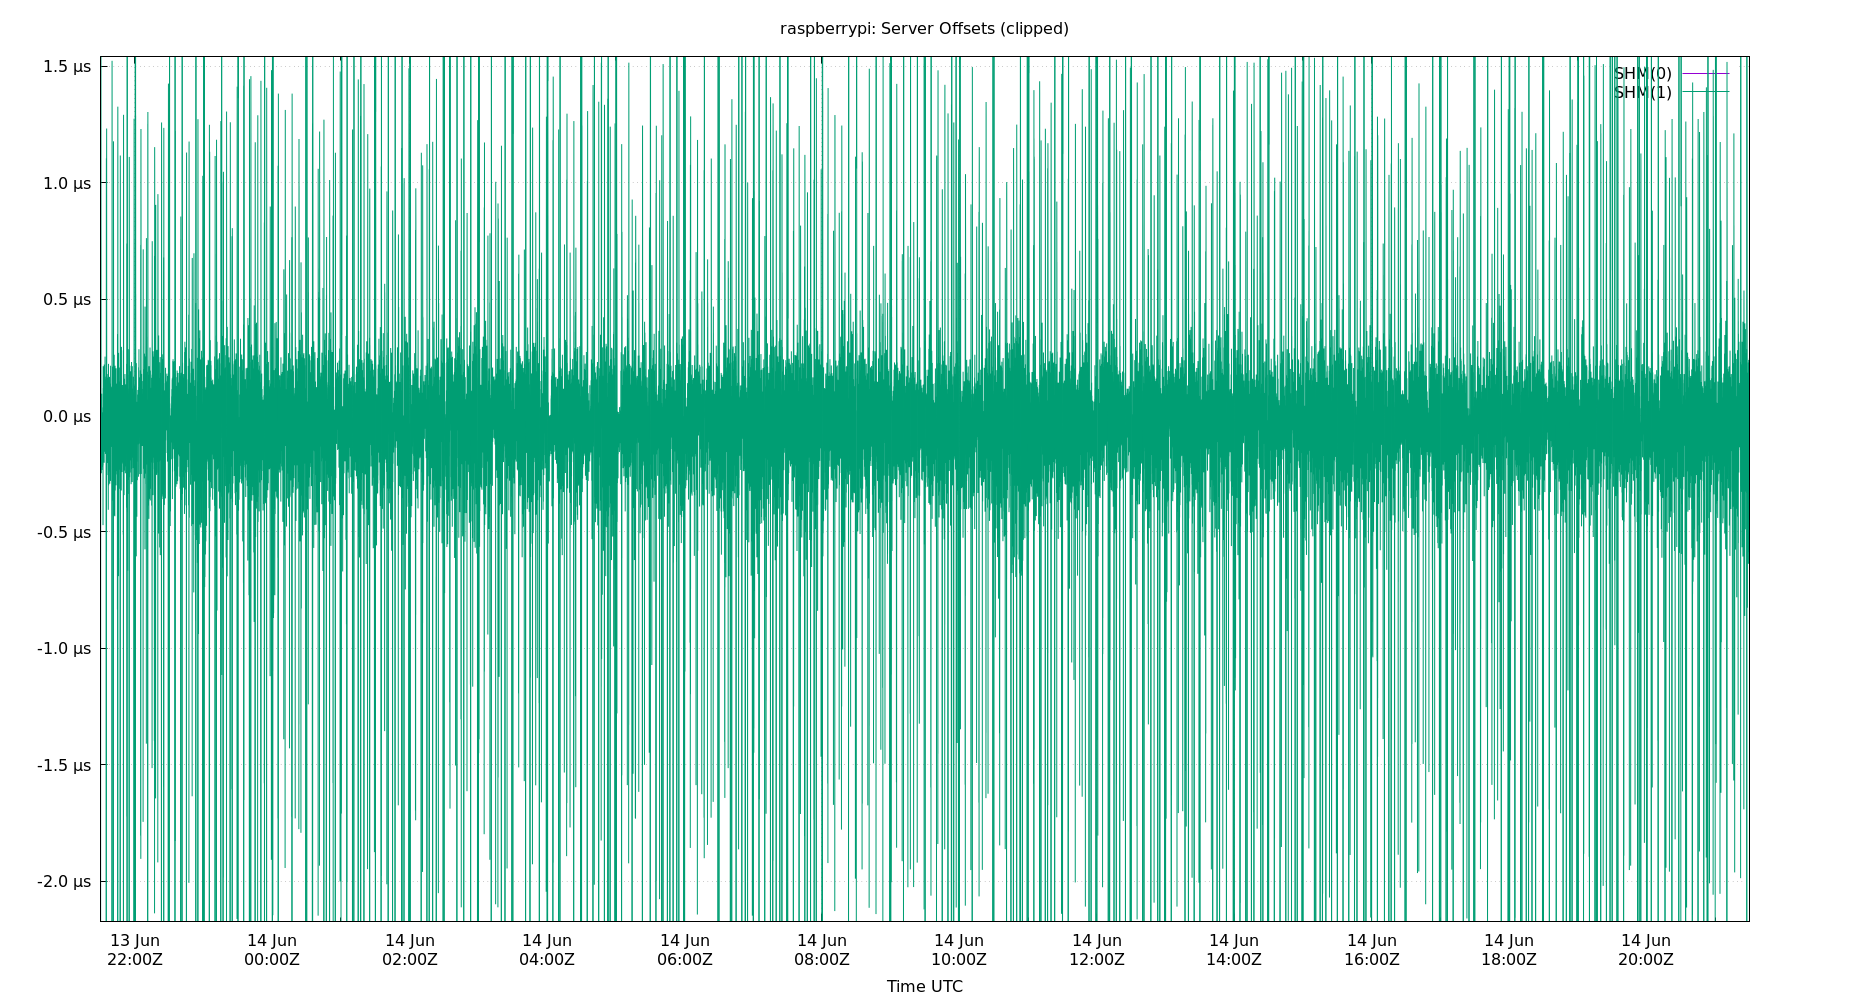 raspberrypi: Server Offsets (clipped)
1.5 µs
1.0 µs
0.5 µs
0.0 µs
-0.5 µs
-1.0 µs
-1.5 µs
-2.0 µs
SHM(0)
SHM(1)
13 Jun 14 Jun 14 Jun 14 Jun 14 Jun 14 Jun 14 Jun 14 Jun 14 Jun 14 Jun 14 Jun 14 Jun
22:00Z 00:00Z 02:00Z 04:00Z 06:00Z 08:00Z 10:00Z 12:00Z 14:00Z 16:00Z 18:00Z 20:00Z
Time UTC